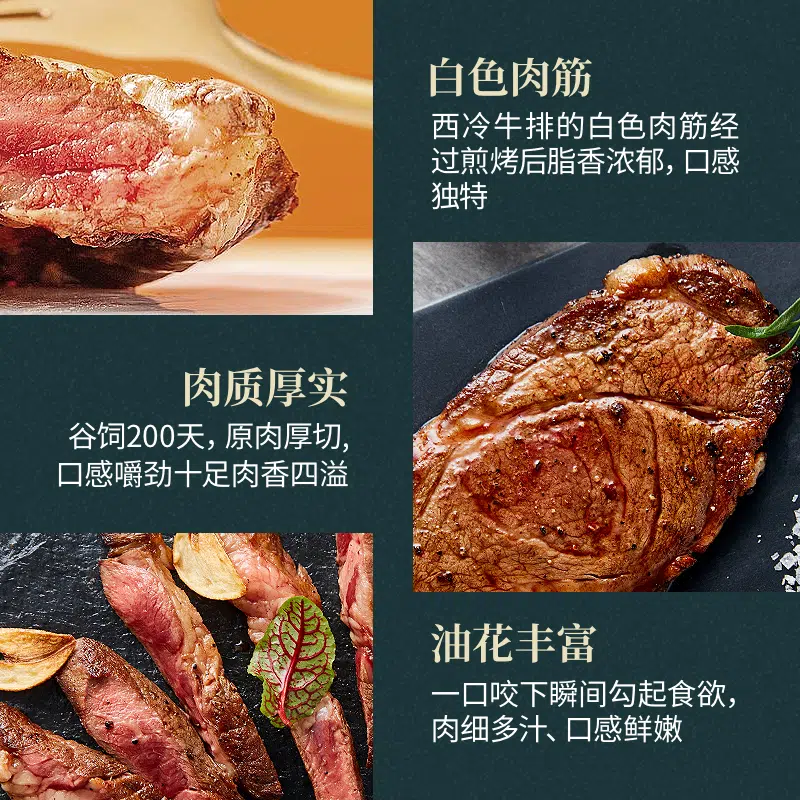 白色肉筋
西冷牛排的白色肉筋经
过煎烤后脂香浓郁，口感
独特
肉质厚实
谷饲200天，原肉厚切，
口感嚼劲十足肉香四溢
油花丰富
一口咬下瞬间勾起食欲，
肉细多汁、口感鲜嫩